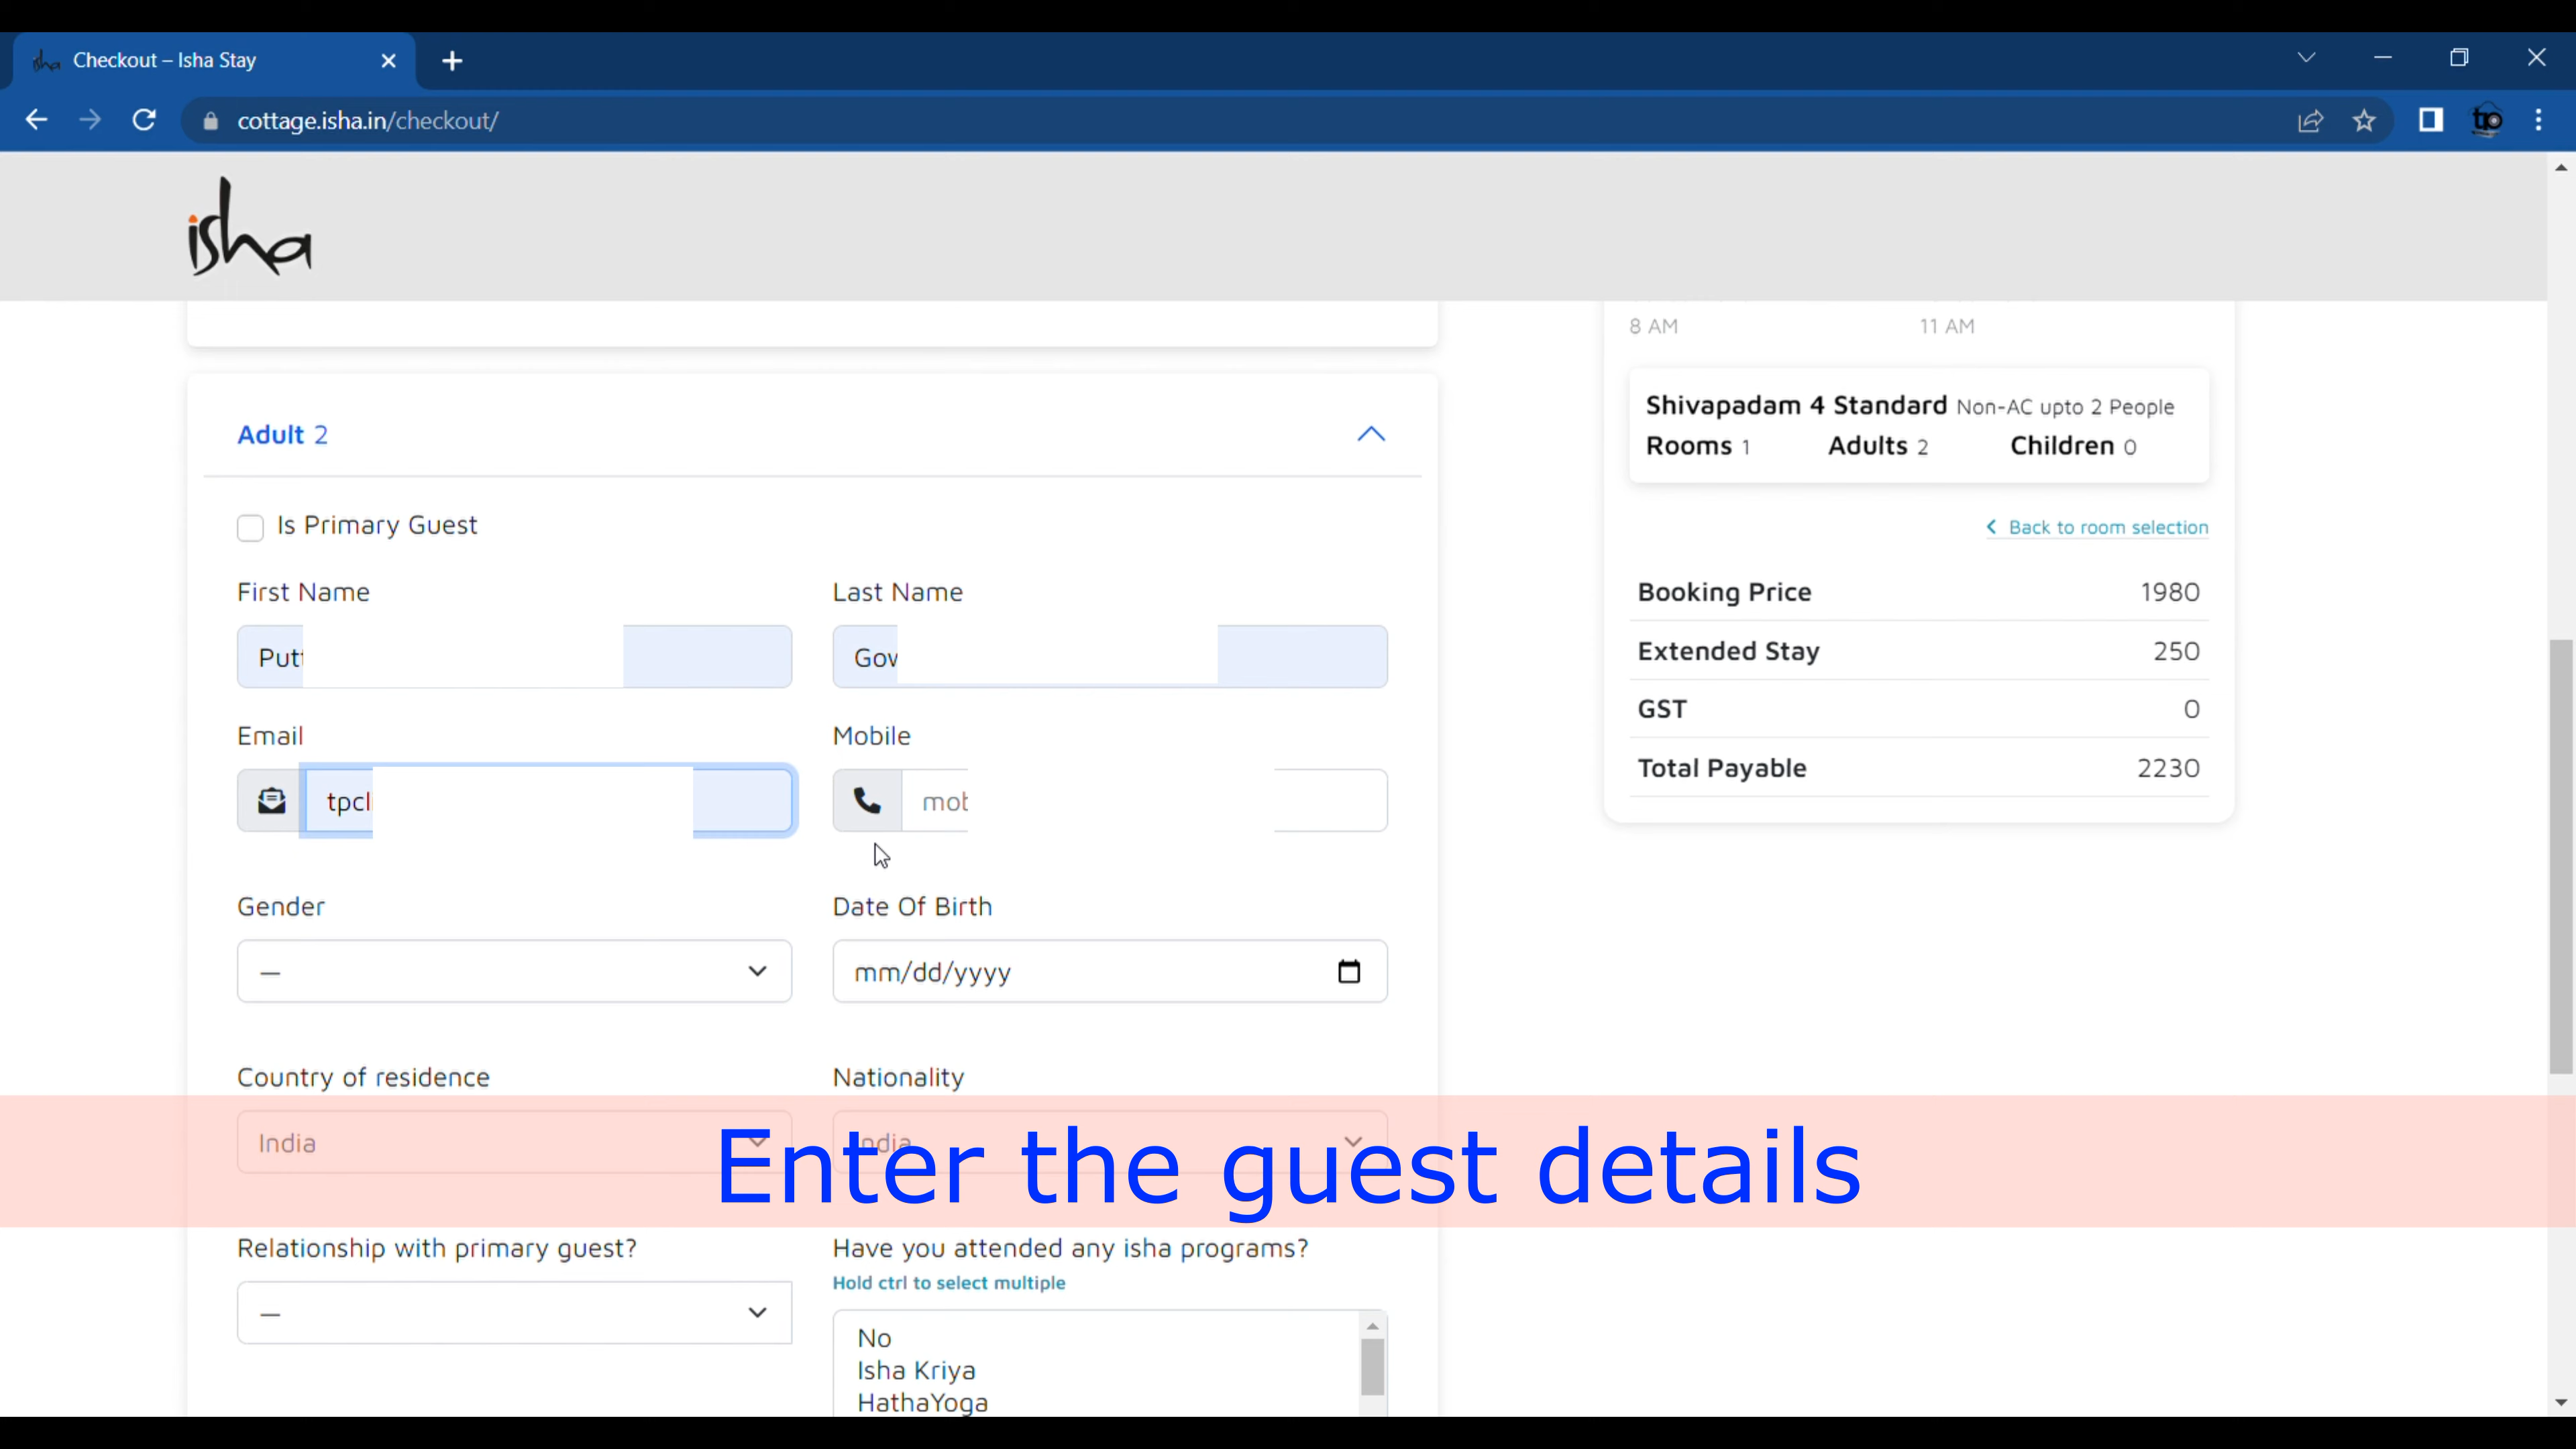 Checkout – Isha Stay
cottage.isha.in/checkout/
isha
8 AM
11 AM
Shivapadam 4 Standard Non-AC upto 2 People
Rooms 1 Adults 2 Children 0
Back to room selection
Booking Price 1980
Extended Stay 250
GST 0
Total Payable 2230
Adult 2
Is Primary Guest
First Name
Last Name
Put
Gov
Email
Mobile
tpcl
mob
Gender
Date Of Birth
—
mm/dd/yyyy
Country of residence
Nationality
India
India
Enter the guest details
Relationship with primary guest?
—
Have you attended any isha programs?
Hold ctrl to select multiple
No
Isha Kriya
HathaYoga